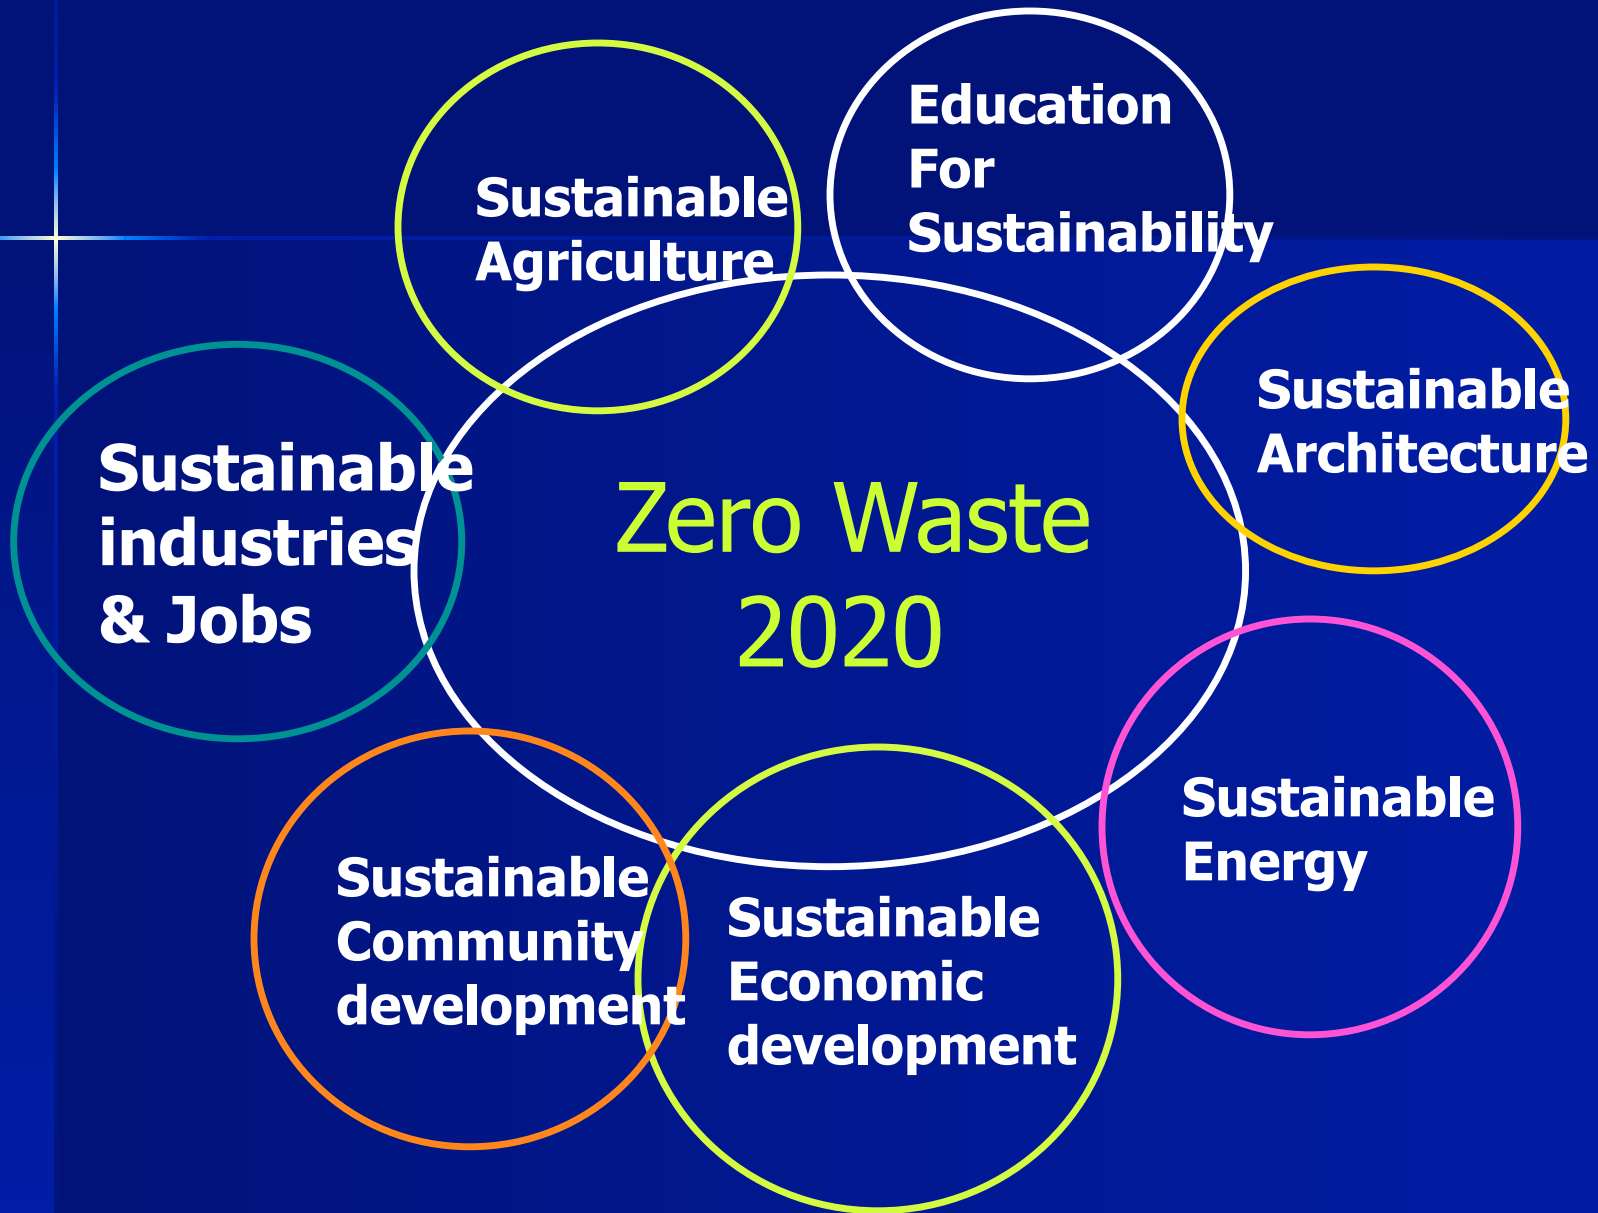 Education
For
Sustainability
Sustainable
Agriculture
Sustainable
Architecture
Sustainable
industries
& Jobs
Zero Waste
2020
Sustainable
Energy
Sustainable
Community
development
Sustainable
Economic
development